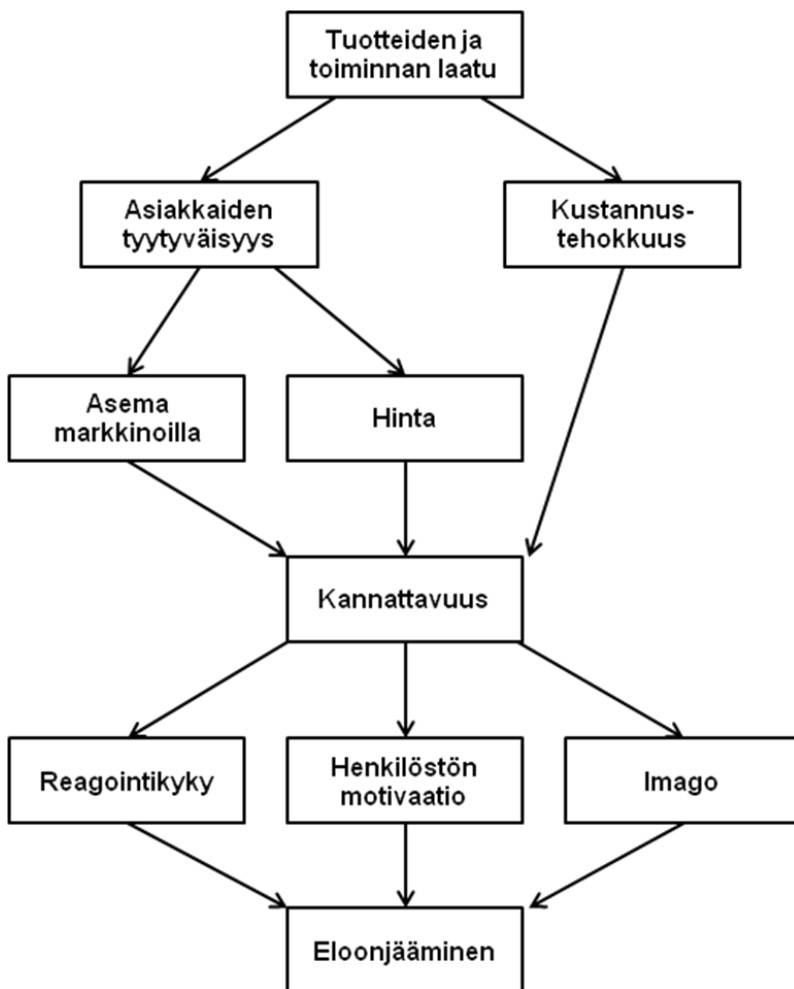 Tuotteiden ja
toiminnan laatu
Asiakkaiden
tyytyväisyys
Kustannus-
tehokkuus
Asema
markkinoilla
Hinta
Kannattavuus
Reagointikyky
Henkilöstön
motivaatio
Imago
Eloonjääminen